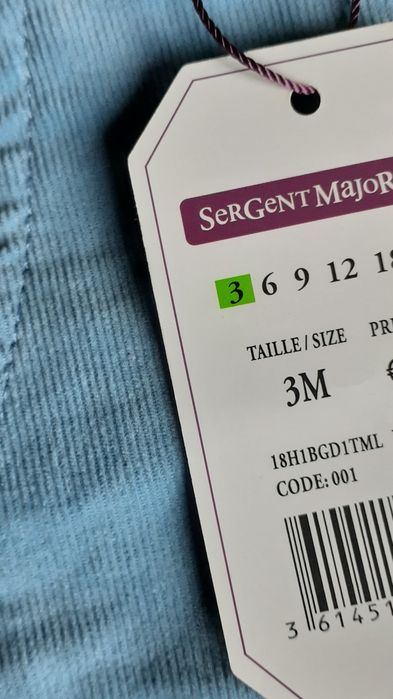 SeRGeNT MaJoR
3 6 9 12
TAILLE / SIZE
3M
18H1BGD1TML
CODE: 001
3 61451